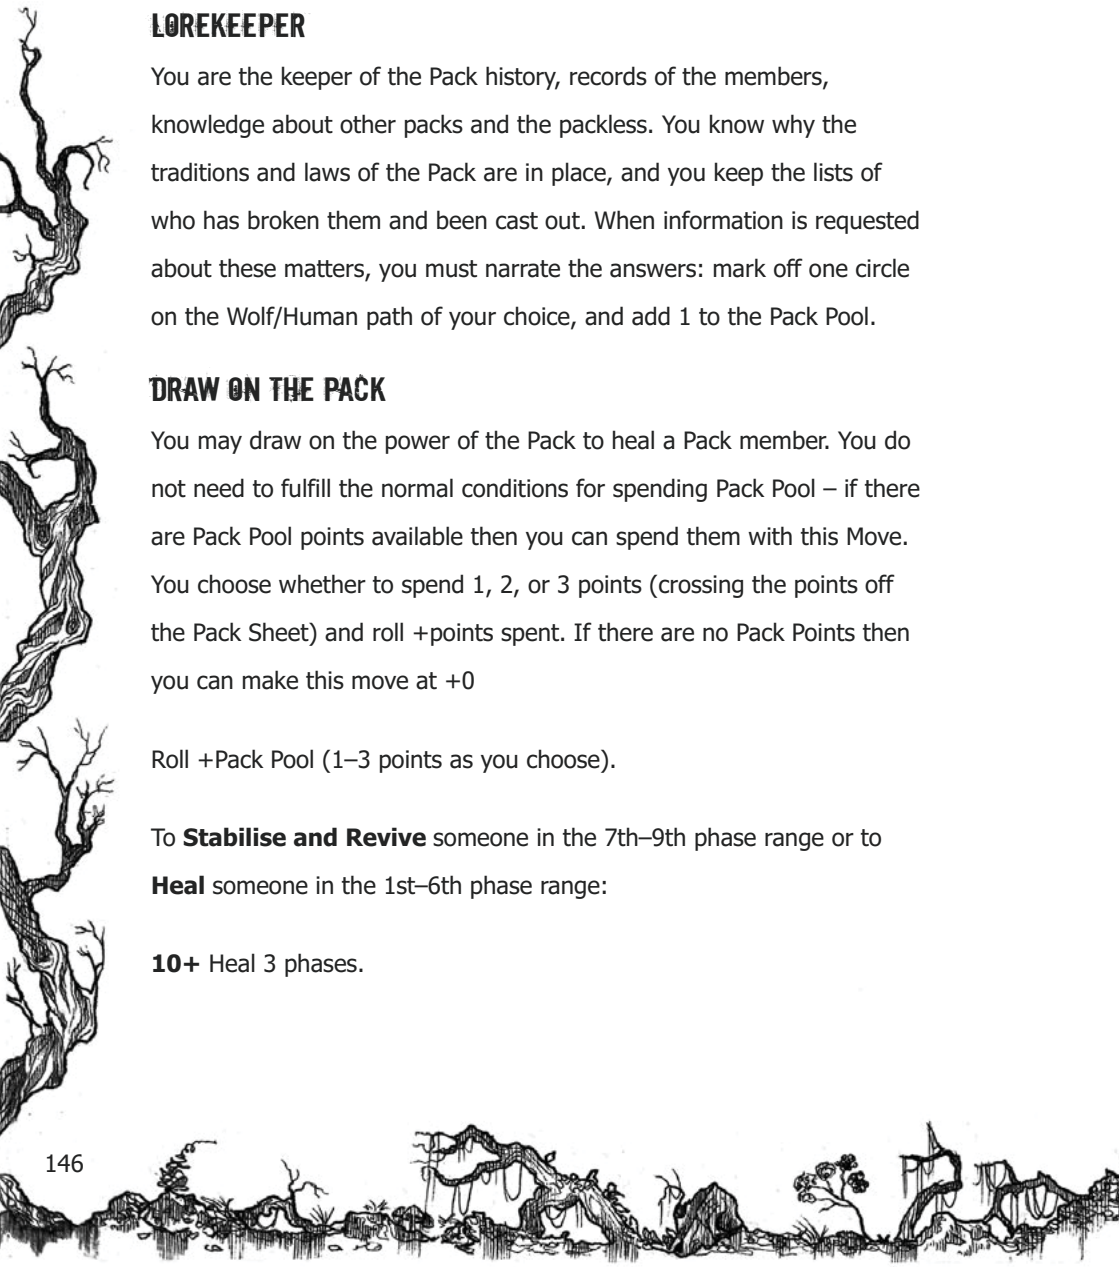 LOREKEEPER
You are the keeper of the Pack history, records of the members,
knowledge about other packs and the packless. You know why the
traditions and laws of the Pack are in place, and you keep the lists of
who has broken them and been cast out. When information is requested
about these matters, you must narrate the answers: mark off one circle
on the Wolf/Human path of your choice, and add 1 to the Pack Pool.
DRAW ON THE PACK
You may draw on the power of the Pack to heal a Pack member. You do
not need to fulfill the normal conditions for spending Pack Pool – if there
are Pack Pool points available then you can spend them with this Move.
You choose whether to spend 1, 2, or 3 points (crossing the points off
the Pack Sheet) and roll +points spent. If there are no Pack Points then
you can make this move at +0
Roll +Pack Pool (1–3 points as you choose).
To Stabilise and Revive someone in the 7th–9th phase range or to
Heal someone in the 1st–6th phase range:
10+ Heal 3 phases.
146